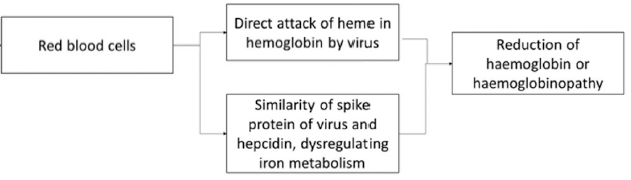 Red blood cells
Direct attack of heme in
hemoglobin by virus
Similarity of spike
protein of virus and
hepcidin, dysregulating
iron metabolism
Reduction of
haemoglobin or
haemoglobinopathy